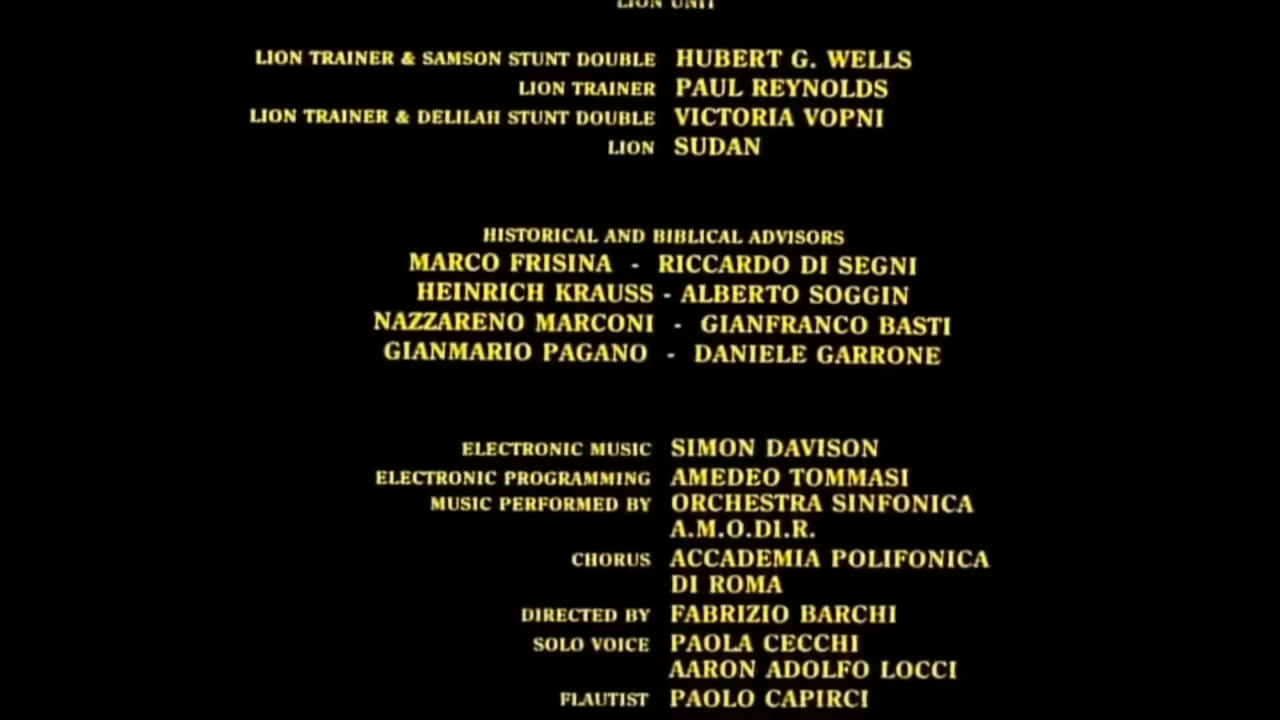 LION UNIT
LION TRAINER & SAMSON STUNT DOUBLE HUBERT G. WELLS
LION TRAINER PAUL REYNOLDS
LION TRAINER & DELILAH STUNT DOUBLE VICTORIA VOPNI
LION SUDAN
HISTORICAL AND BIBLICAL ADVISORS
MARCO FRISINA - RICCARDO DI SEGNI
HEINRICH KRAUSS - ALBERTO SOGGIN
NAZZARENO MARCONI - GIANFRANCO BASTI
GIANMARIO PAGANO - DANIELE GARRONE
ELECTRONIC MUSIC SIMON DAVISON
ELECTRONIC PROGRAMMING AMEDEO TOMMASI
MUSIC PERFORMED BY ORCHESTRA SINFONICA
A.M.O.DI.R.
CHORUS ACCADEMIA POLIFONICA
DI ROMA
DIRECTED BY FABRIZIO BARCHI
SOLO VOICE PAOLA CECCHI
AARON ADOLFO LOCCI
FLAUTIST PAOLO CAPIRCI